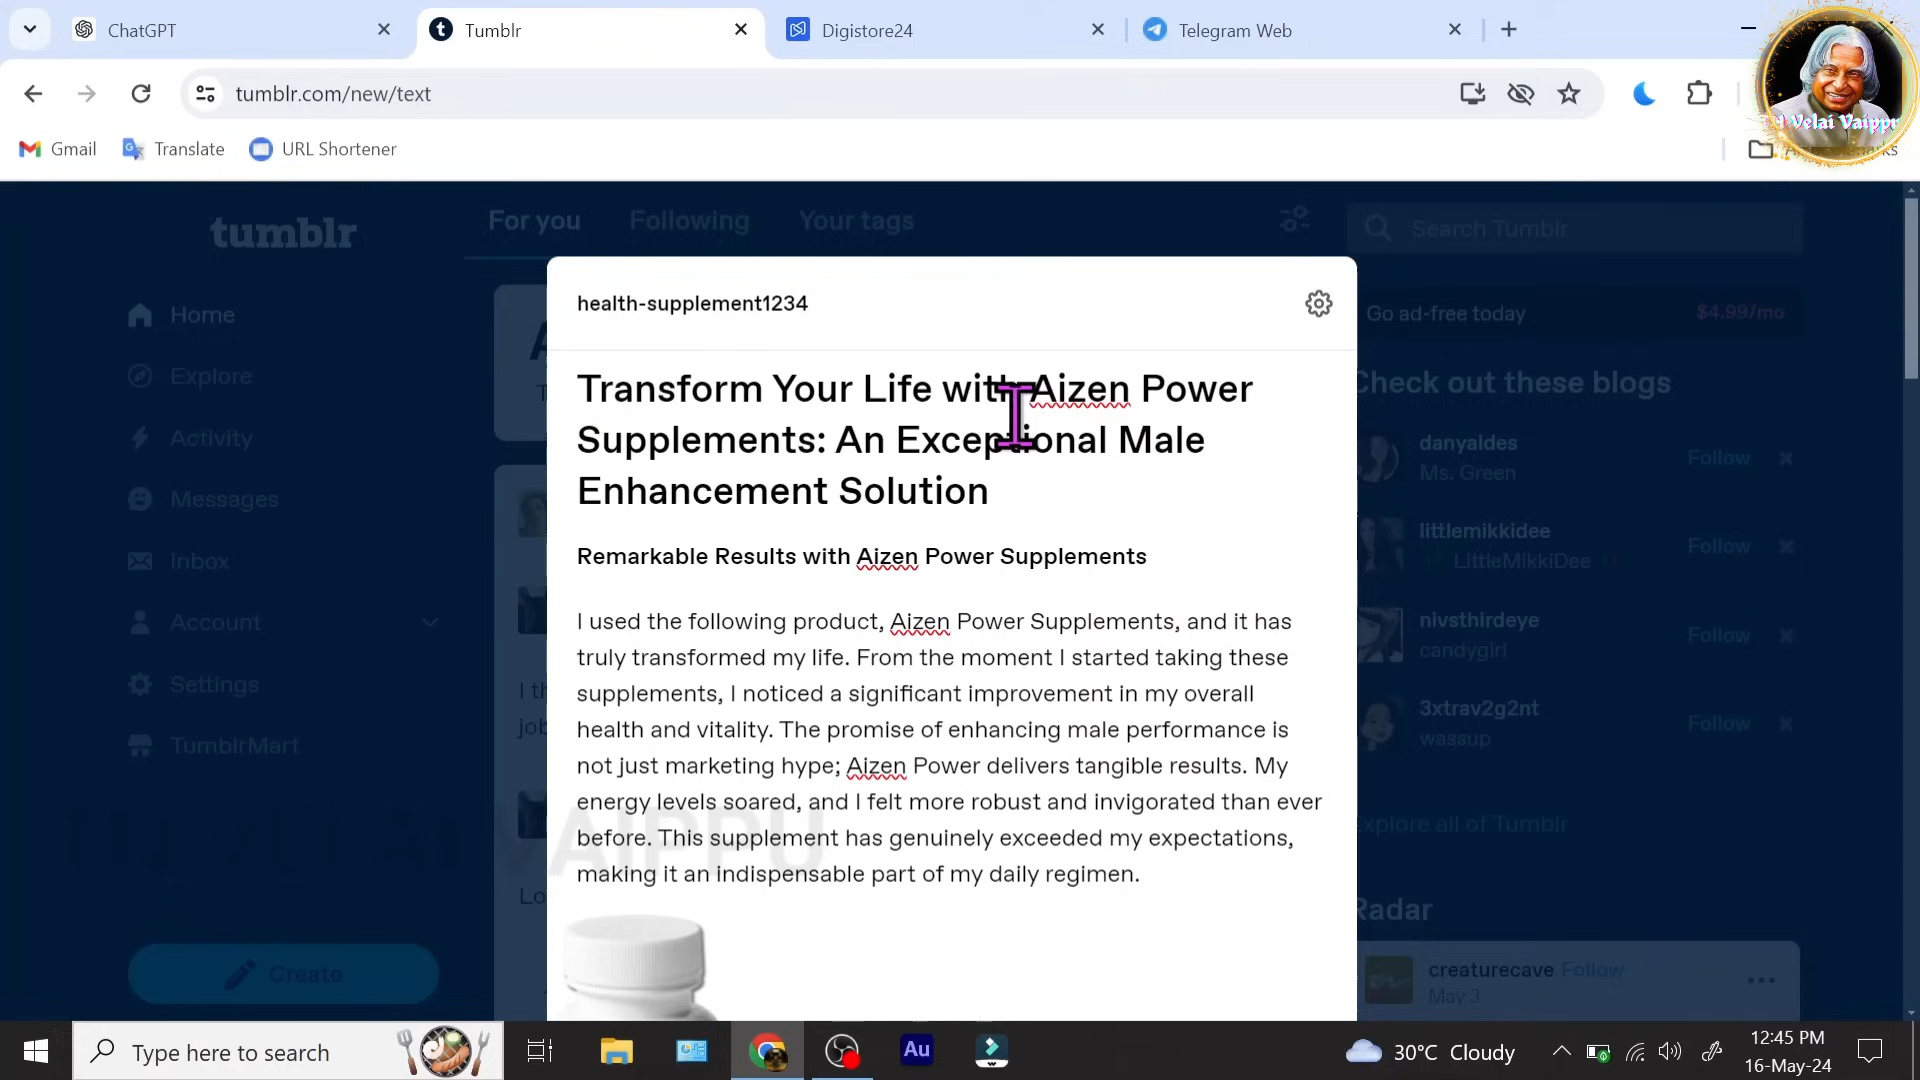 ChatGPT
Tumblr
Digistore24
Telegram Web
tumblr.com/new/text
Gmail
Translate
URL Shortener
Velai Vaippu
tumblr
For you
Following
Your tags
Search Tumblr
Home
Explore
Activity
Messages
Inbox
Account
Settings
TumblrMart
Create
health-supplement1234
Transform Your Life with Aizen Power
Supplements: An Exceptional Male
Enhancement Solution
Remarkable Results with Aizen Power Supplements
I used the following product, Aizen Power Supplements, and it has
truly transformed my life. From the moment I started taking these
supplements, I noticed a significant improvement in my overall
health and vitality. The promise of enhancing male performance is
not just marketing hype; Aizen Power delivers tangible results. My
energy levels soared, and I felt more robust and invigorated than ever
before. This supplement has genuinely exceeded my expectations,
making it an indispensable part of my daily regimen.
Go ad-free today
$4.99/mo
Check out these blogs
danyaldes
Ms. Green
Follow
littlemikkidee
LittleMikkiDee
Follow
nivsthirdeye
candygirl
Follow
3xtrav2g2nt
wassup
Follow
Explore all of Tumblr
Radar
creaturecave Follow
May 3
TM VELAI VAIPPU
Type here to search
Au
30°C Cloudy
12:45 PM
16-May-24